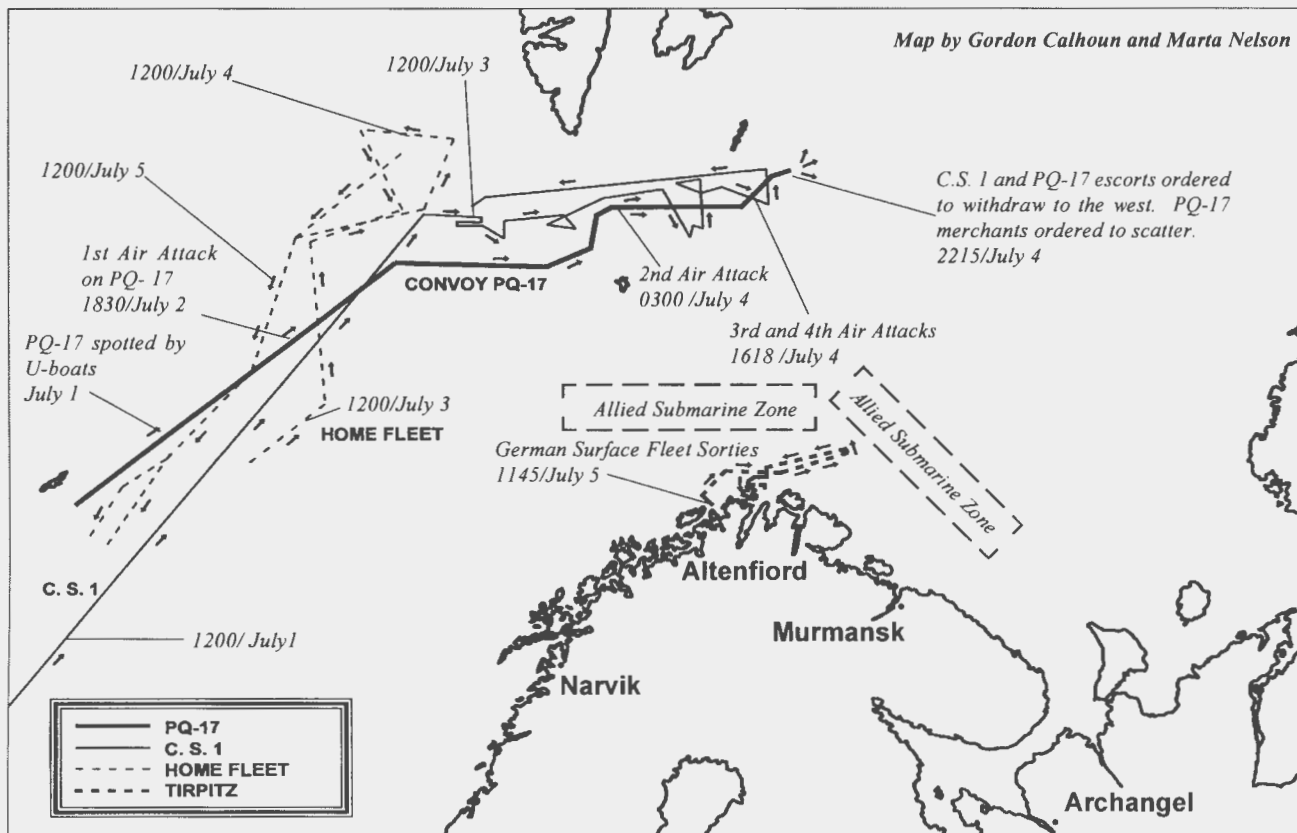 Map by Gordon Calhoun and Marta Nelson
1200/July 4
1200/July 3
1200/July 5
C.S. 1 and PQ-17 escorts ordered
to withdraw to the west. PQ-17
merchants ordered to scatter.
2215/July 4
1st Air Attack
on PQ- 17
1830/July 2
CONVOY PQ-17
2nd Air Attack
0300 /July 4
3rd and 4th Air Attacks
1618 /July 4
PQ-17 spotted by
U-boats
July 1
1200/July 3
HOME FLEET
Allied Submarine Zone
Allied Submarine Zone
German Surface Fleet Sorties
1145/July 5
Altenfiord
C. S. 1
Murmansk
1200/ July1
Narvik
PQ-17
C. S. 1
HOME FLEET
TIRPITZ
Archangel